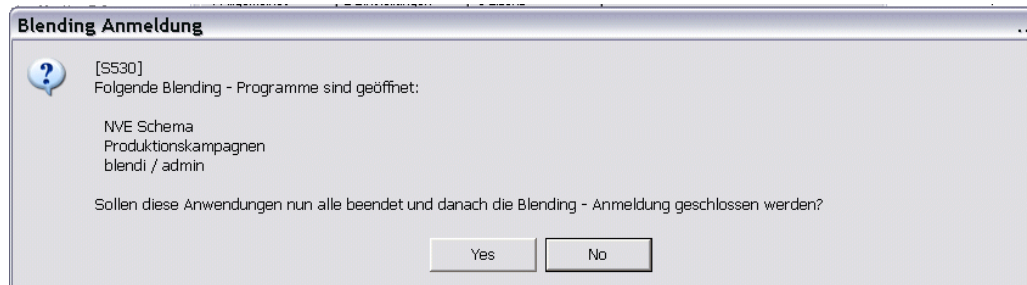 Blending Anmeldung
[S530]
Folgende Blending - Programme sind geöffnet:
NVE Schema
Produktionskampagnen
blendi / admin
Sollen diese Anwendungen nun alle beendet und danach die Blending - Anmeldung geschlossen werden?
Yes
No